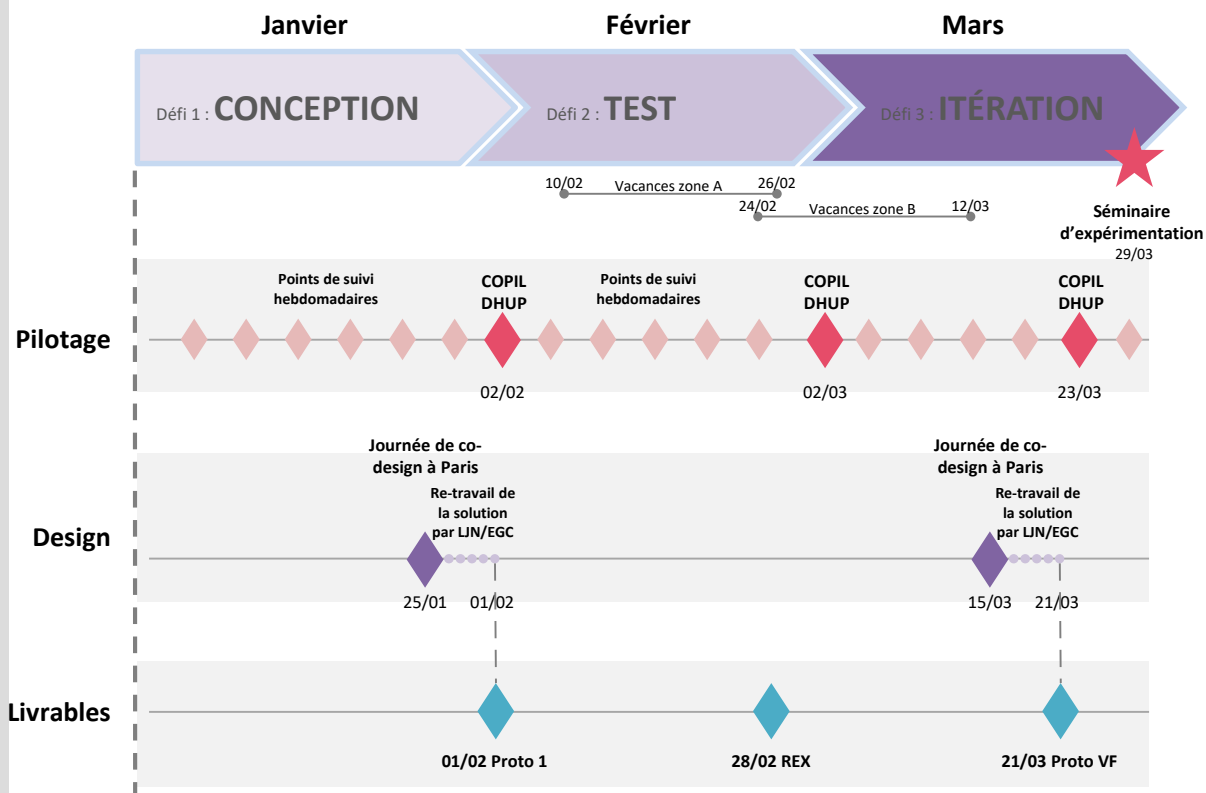 Janvier
Février
Mars
Défi 1 : CONCEPTION
Défi 2 : TEST
Défi 3 : ITÉRATION
10/02
Vacances zone A
26/02
24/02
Vacances zone B
12/03
Séminaire
d'expérimentation
29/03
Pilotage
Points de suivi
hebdomadaires
COPIL
DHUP
02/02
Points de suivi
hebdomadaires
COPIL
DHUP
02/03
COPIL
DHUP
23/03
Design
Journée de co-
design à Paris
Re-travail de
la solution
par LJN/EGC
25/01
01/02
Journée de co-
design à Paris
Re-travail de
la solution
par LJN/EGC
15/03
21/03
Livrables
01/02 Proto 1
28/02 REX
21/03 Proto VF